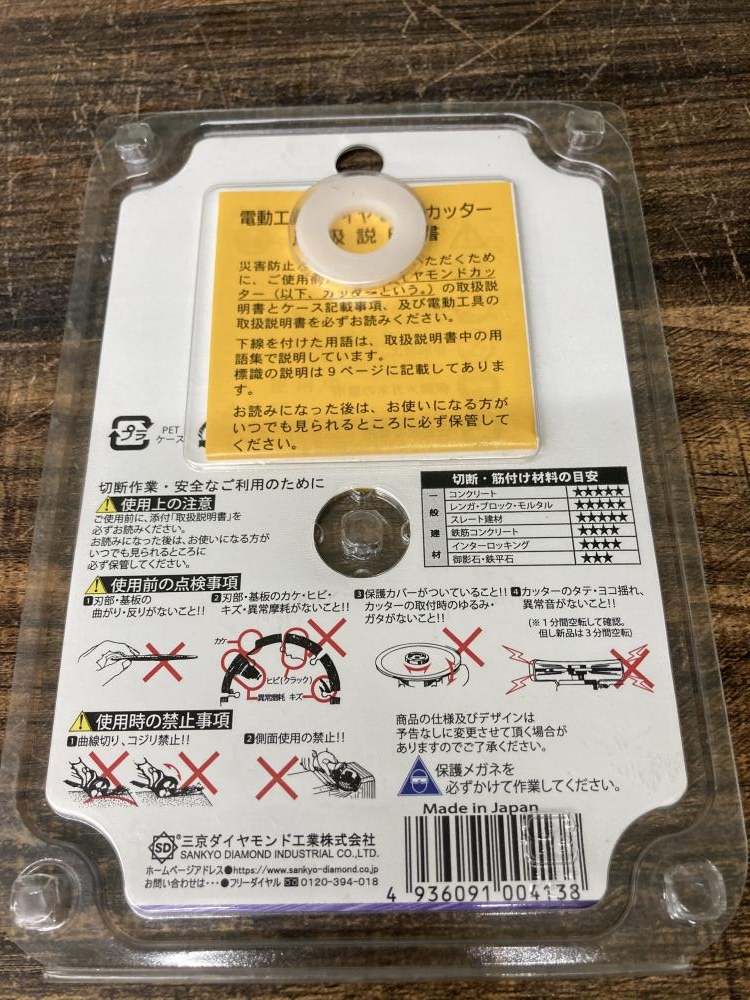 電動工 ヤ カッター
扱説 書
災害防止 ただくため
に、ご使用前 イヤモンドカッ
ター（以下、カッターという。）の取扱説
明書とケース記載事項、及び電動工具の
取扱説明書を必ずお読みください。
下線を付けた用語は、取扱説明書中の用
語集で説明しています。
標識の説明は９ページに記載してありま
す。
お読みになった後は、お使いになる方が
いつでも見られるところに必ず保管して
ください。
プラ
PET
ケース
切断作業・安全なご利用のために
使用上の注意
ご使用前に、添付「取扱説明書」を
必ずお読みください。
お読みになった後は、お使いになる方が
いつでも見られるところに
必ず保管してください。
切断・筋付け材料の目安
一般建材
コンクリート ★★★★★
レンガ・ブロック・モルタル ★★★★★
スレート建材 ★★★★★
鉄筋コンクリート ★★★★
インターロッキング ★★★★
御影石・鉄平石 ★★★
使用前の点検事項
1 刃部・基板の
曲がり・反りがないこと!!
2 刃部・基板のカケ・ヒビ・
キズ・異常摩耗がないこと!!
カケ
ヒビ(クラック)
異常摩耗 キズ
3 保護カバーがついていること!!
カッターの取付時のゆるみ・
ガタがないこと!!
4 カッターのタテ・ヨコ揺れ、
異常音がないこと!!
(※１分間空転して確認。
但し新品は３分間空転)
使用時の禁止事項
1 曲線切り、コジリ禁止!!
2 側面使用の禁止!!
商品の仕様及びデザインは
予告なしに変更させて頂く場合が
ありますのでご了承ください。
保護メガネを
必ずかけて作業してください。
Made in Japan
SD ® 三京ダイヤモンド工業株式会社
SANKYO DIAMOND INDUSTRIAL CO.,LTD.
ホームページアドレス●https://www.sankyo-diamond.co.jp
お問い合わせは・・・●フリーダイヤル 0120-394-018
4 936091 004138